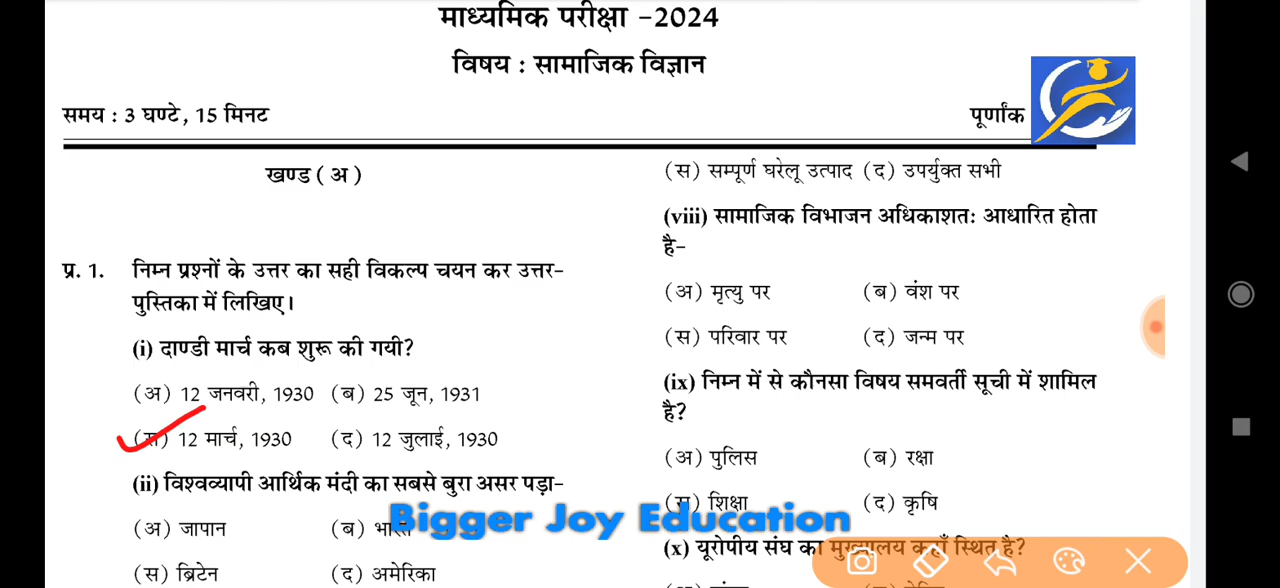 माध्यमिक परीक्षा -2024
विषय : सामाजिक विज्ञान
समय : 3 घण्टे, 15 मिनट
पूर्णांक
खण्ड ( अ )
प्र. 1. निम्न प्रश्नों के उत्तर का सही विकल्प चयन कर उत्तर-
पुस्तिका में लिखिए।
(i) दाण्डी मार्च कब शुरू की गयी?
(अ) 12 जनवरी, 1930 (ब) 25 जून, 1931
(स) 12 मार्च, 1930 (द) 12 जुलाई, 1930
(ii) विश्वव्यापी आर्थिक मंदी का सबसे बुरा असर पड़ा-
(अ) जापान (ब) भारत
(स) ब्रिटेन (द) अमेरिका
(स) सम्पूर्ण घरेलू उत्पाद (द) उपर्युक्त सभी
(viii) सामाजिक विभाजन अधिकाशतः आधारित होता
है-
(अ) मृत्यु पर (ब) वंश पर
(स) परिवार पर (द) जन्म पर
(ix) निम्न में से कौनसा विषय समवर्ती सूची में शामिल
है?
(अ) पुलिस (ब) रक्षा
(स) शिक्षा (द) कृषि
(x) यूरोपीय संघ का मुख्यालय कहाँ स्थित है?
Bigger Joy Education